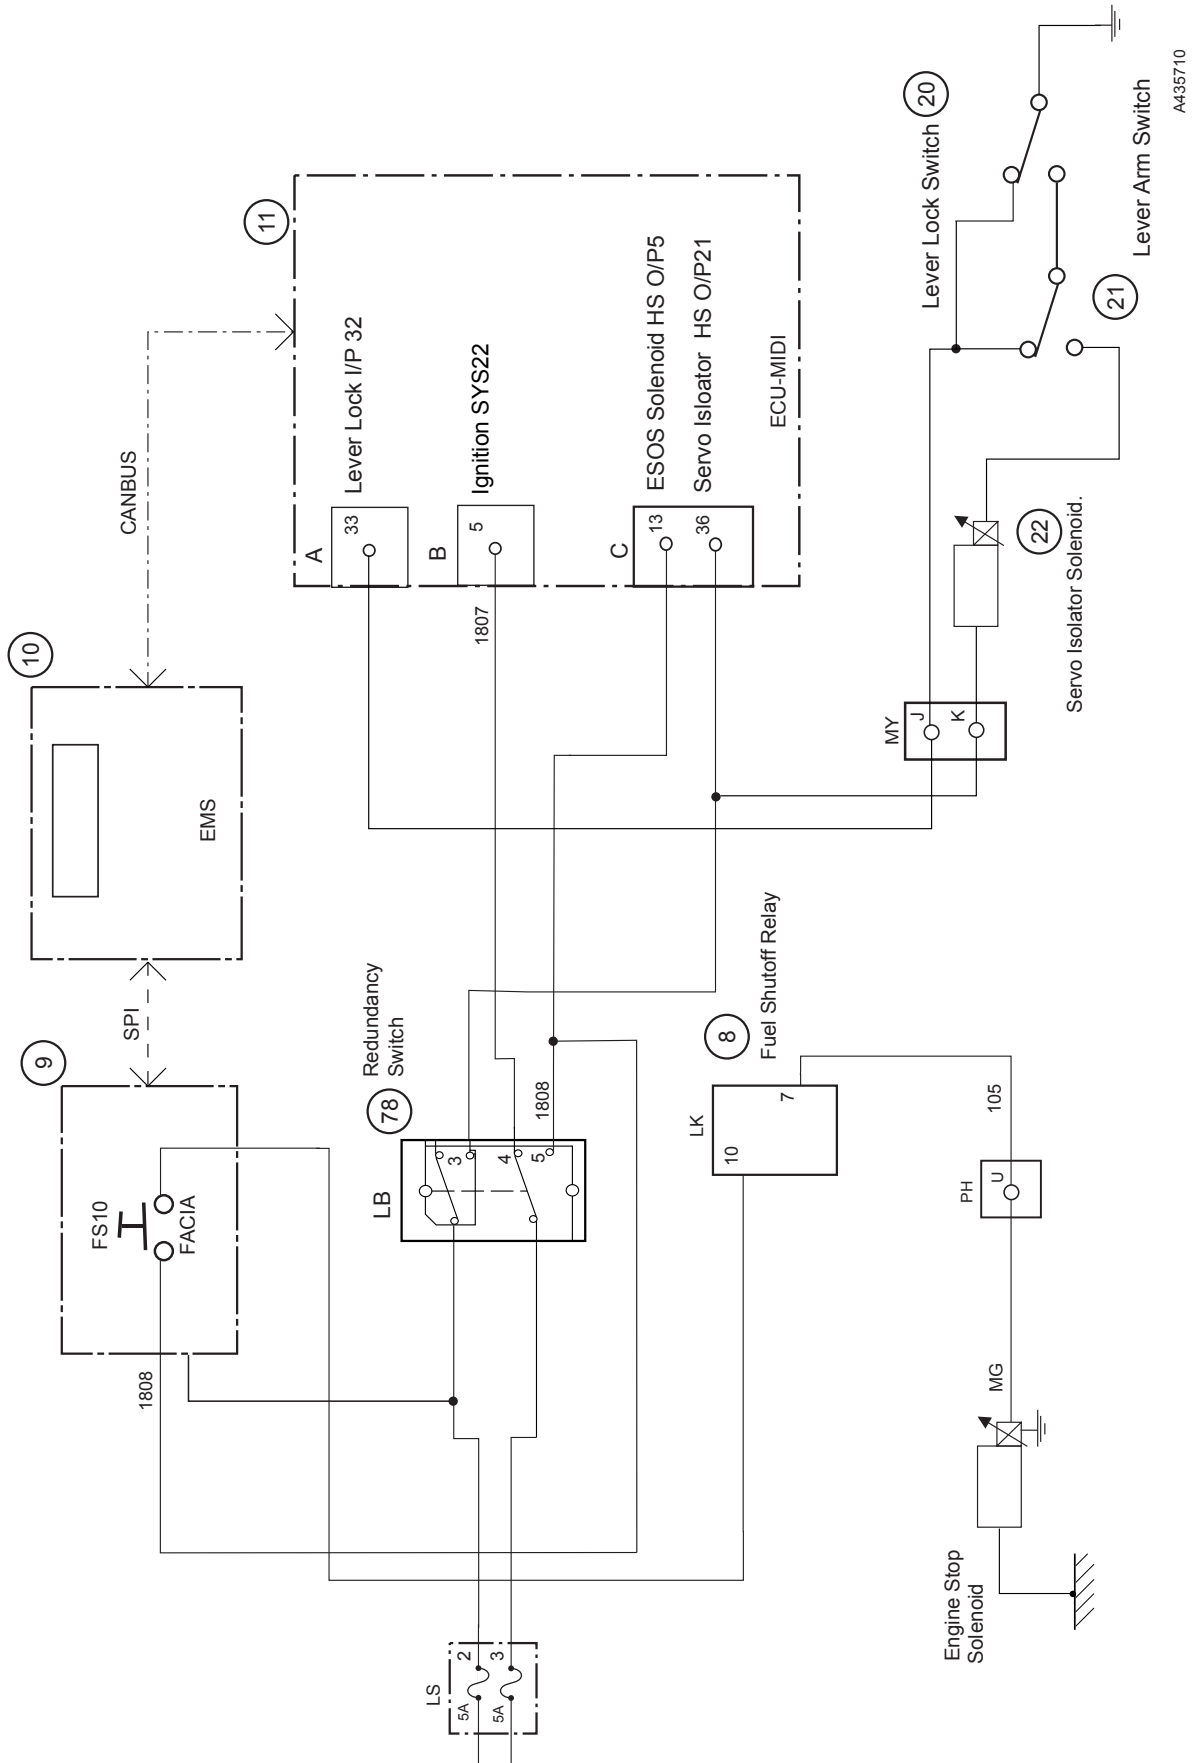 9
FS10
FACIA
1808
SPI
10
EMS
CANBUS
11
A
33
Lever Lock I/P 32
B
5
Ignition SYS22
1807
C
13
ESOS Solenoid HS O/P5
36
Servo Isloator HS O/P21
ECU-MIDI
LS
5A
2
5A
3
78
Redundancy
Switch
LB
3
4
5
1808
8
Fuel Shutoff Relay
LK
10
7
105
PH
U
MG
Engine Stop
Solenoid
MY
J
K
22
Servo Isolator Solenoid.
Lever Lock Switch
20
21
Lever Arm Switch
A435710